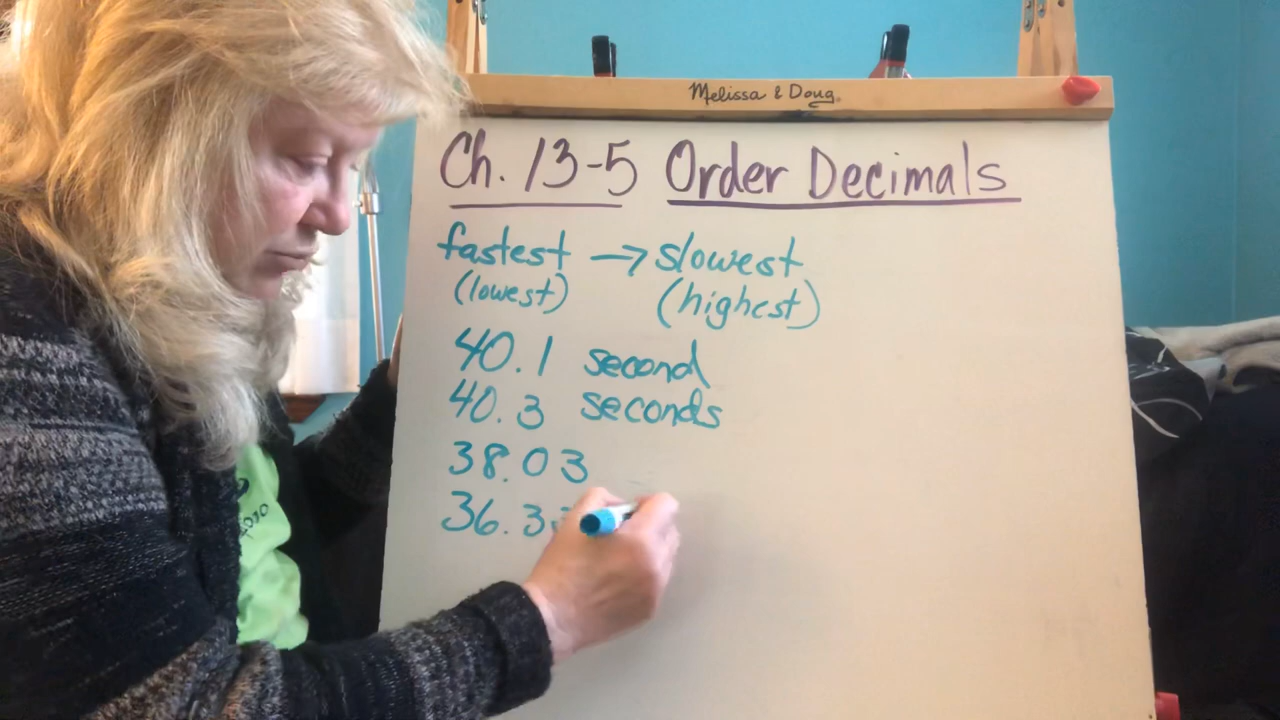 Melissa & Doug
Ch. 13-5 Order Decimals
fastest → slowest
(lowest) (highest)
40.1 second
40.3 seconds
38.03
36.33